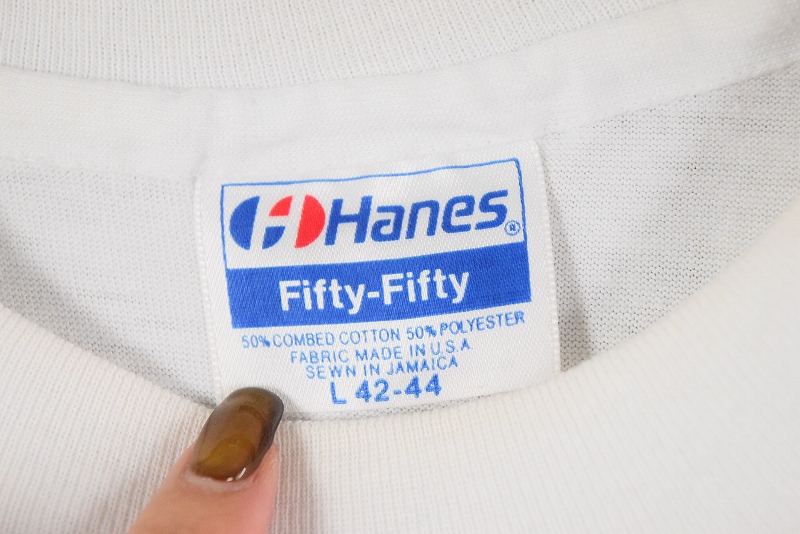 Hanes®
Fifty-Fifty
50% COMBED COTTON 50% POLYESTER
FABRIC MADE IN U.S.A
SEWN IN JAMAICA
L 42-44